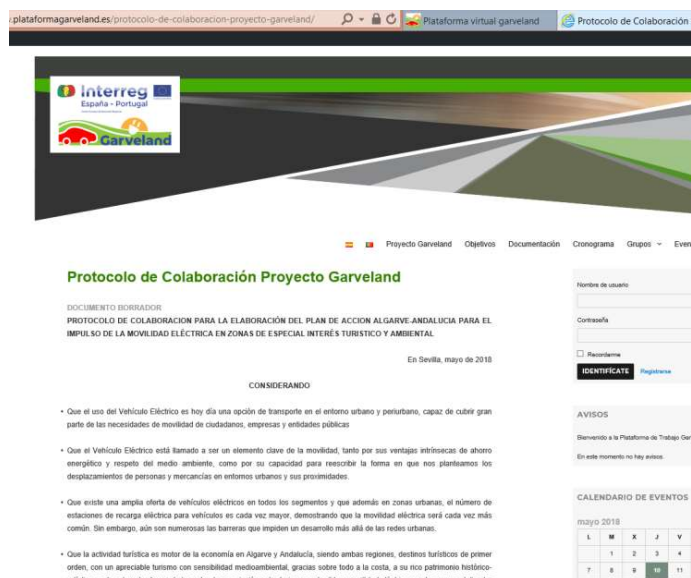 .plataformagarveland.es/protocolo-de-colaboracion-proyecto-garveland/
Plataforma virtual garveland
Protocolo de Colaboración
Interreg
España - Portugal
Garveland
Proyecto Garveland Objetivos Documentación Cronograma Grupos Even
Protocolo de Colaboración Proyecto Garveland
DOCUMENTO BORRADOR
PROTOCOLO DE COLABORACION PARA LA ELABORACIÓN DEL PLAN DE ACCION ALGARVE-ANDALUCIA PARA EL
IMPULSO DE LA MOVILIDAD ELÉCTRICA EN ZONAS DE ESPECIAL INTERÉS TURISTICO Y AMBIENTAL
En Sevilla, mayo de 2018
CONSIDERANDO
• Que el uso del Vehículo Eléctrico es hoy día una opción de transporte en el entorno urbano y periurbano, capaz de cubrir gran
parte de las necesidades de movilidad de ciudadanos, empresas y entidades públicas
• Que el Vehículo Eléctrico está llamado a ser un elemento clave de la movilidad, tanto por sus ventajas intrínsecas de ahorro
energético y respeto del medio ambiente, como por su capacidad para reescribir la forma en que nos planteamos los
desplazamientos de personas y mercancías en entornos urbanos y sus proximidades.
• Que existe una amplia oferta de vehículos eléctricos en todos los segmentos y que además en zonas urbanas, el número de
estaciones de recarga eléctrica para vehículos es cada vez mayor, demostrando que la movilidad eléctrica será cada vez más
común. Sin embargo, aún son numerosas las barreras que impiden un desarrollo más allá de las redes urbanas.
• Que la actividad turística es motor de la economía en Algarve y Andalucía, siendo ambas regiones, destinos turísticos de primer
orden, con un apreciable turismo con sensibilidad medioambiental, gracias sobre todo a la costa, a su rico patrimonio histórico-
Nombre de usuario
Contraseña
Recordarme
IDENTIFÍCATE Registrarse
AVISOS
Bienvenido a la Plataforma de Trabajo Gar
En este momento no hay avisos.
CALENDARIO DE EVENTOS
mayo 2018
L M X J V
1 2 3 4
7 8 9 10 11